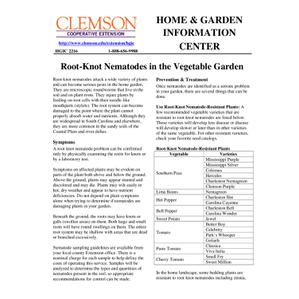 CLEMSON
COOPERATIVE EXTENSION
http://www.clemson.edu/extension/hgic
HGIC 2216 1-888-656-9988
HOME & GARDEN
INFORMATION
CENTER
Root-Knot Nematodes in the Vegetable Garden
Root-knot nematodes attack a wide variety of plants
and can become serious pests in the home garden.
They are microscopic roundworms that live in the
soil and on plant roots. They injure plants by
feeding on root cells with their needle-like
mouthparts (stylets). The root system can become
damaged to the point where the plant cannot
properly absorb water and nutrients. Although they
are widespread in South Carolina and elsewhere,
they are more common in the sandy soils of the
Coastal Plain and river deltas.
Symptoms
A root-knot nematode problem can be confirmed
only by physically examining the roots for knots or
by a laboratory test.
Symptoms on affected plants may be evident on
parts of the plant both above and below the ground.
Above the ground, plants may appear stunted and
discolored and may die. Plants may wilt easily in
hot, dry weather and appear to have nutrient
deficiencies. Do not depend on plant symptoms
alone when trying to determine if nematodes are
damaging plants in your garden.
Beneath the ground, the roots may have knots or
galls (swollen areas) on them. Both large and small
roots will have round swellings on them. The entire
root system may be shallow with areas that are dead
or branched excessively.
Nematode sampling guidelines are available from
your local county Extension office. There is a
nominal charge for each sample to help defray the
costs of operating this service. Samples will be
analyzed to determine the types and quantities of
nematodes present in the soil, so appropriate
recommendations for control can be made.
Prevention & Treatment
Once nematodes are identified as a serious problem
in your garden, there are several things that can be
done.
Use Root-Knot Nematode-Resistant Plants: A
few recommended vegetable varieties that are
resistant to root-knot nematodes are listed below.
These varieties will develop less disease or disease
will develop slower or later than in other varieties
of the same vegetable. For other resistant varieties,
check your favorite seed catalogs.
Root-Knot Nematode-Resistant Plants
Vegetable Varieties
Southern Peas
Mississippi Purple
Mississippi Silver
Colossus
Hercules
Charleston Nemagreen
Clemson Purple
Lima Beans Nemagreen
Hot Pepper
Charleston Hot
Carolina Cayenne
Bell Pepper
Charleston Bell
Carolina Wonder
Sweet Potato Jewel
Tomato
Better Boy
Celebrity
Park's Whopper
Goliath
Paste Tomato
Classica
Viva Italia
Cherry Tomato
Small Fry
Sweet Million
In the home landscape, some building plants are
resistant to root-knot nematodes including zinnia,